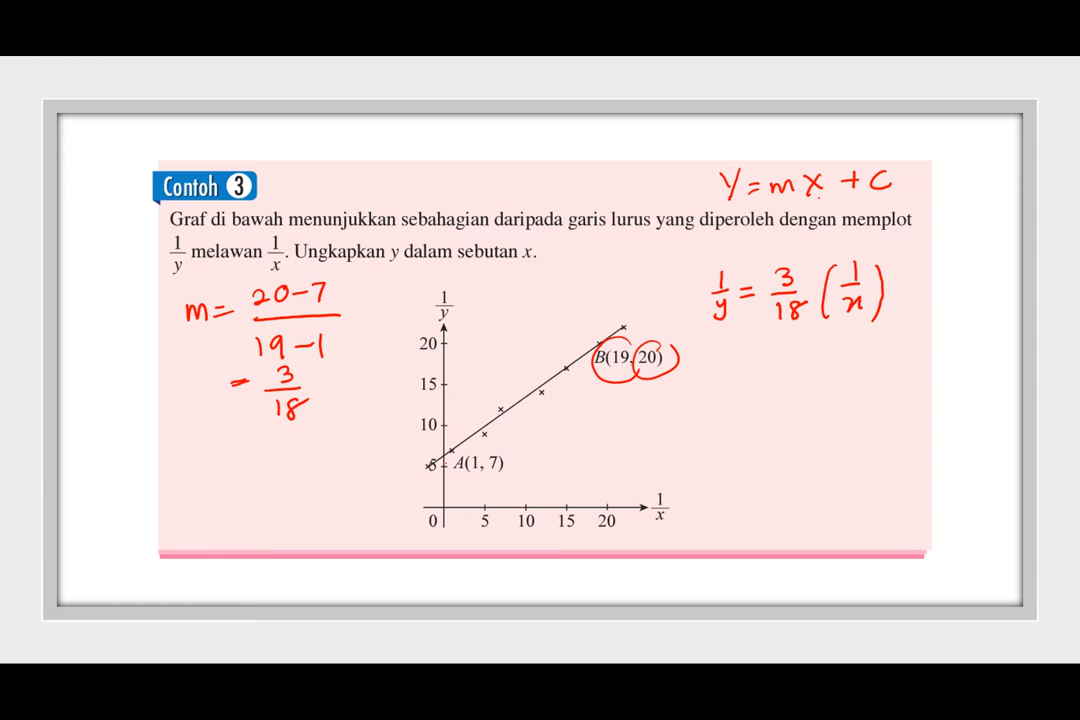 Contoh 3
Y = m X + C
Graf di bawah menunjukkan sebahagian daripada garis lurus yang diperoleh dengan memplot
1/y melawan 1/x. Ungkapkan y dalam sebutan x.
m = (20-7)/(19-1)
= 3/18
1/y = 3/18 (1/x)
1/y
20
B(19, 20)
15
10
5
A(1, 7)
0 5 10 15 20
1/x